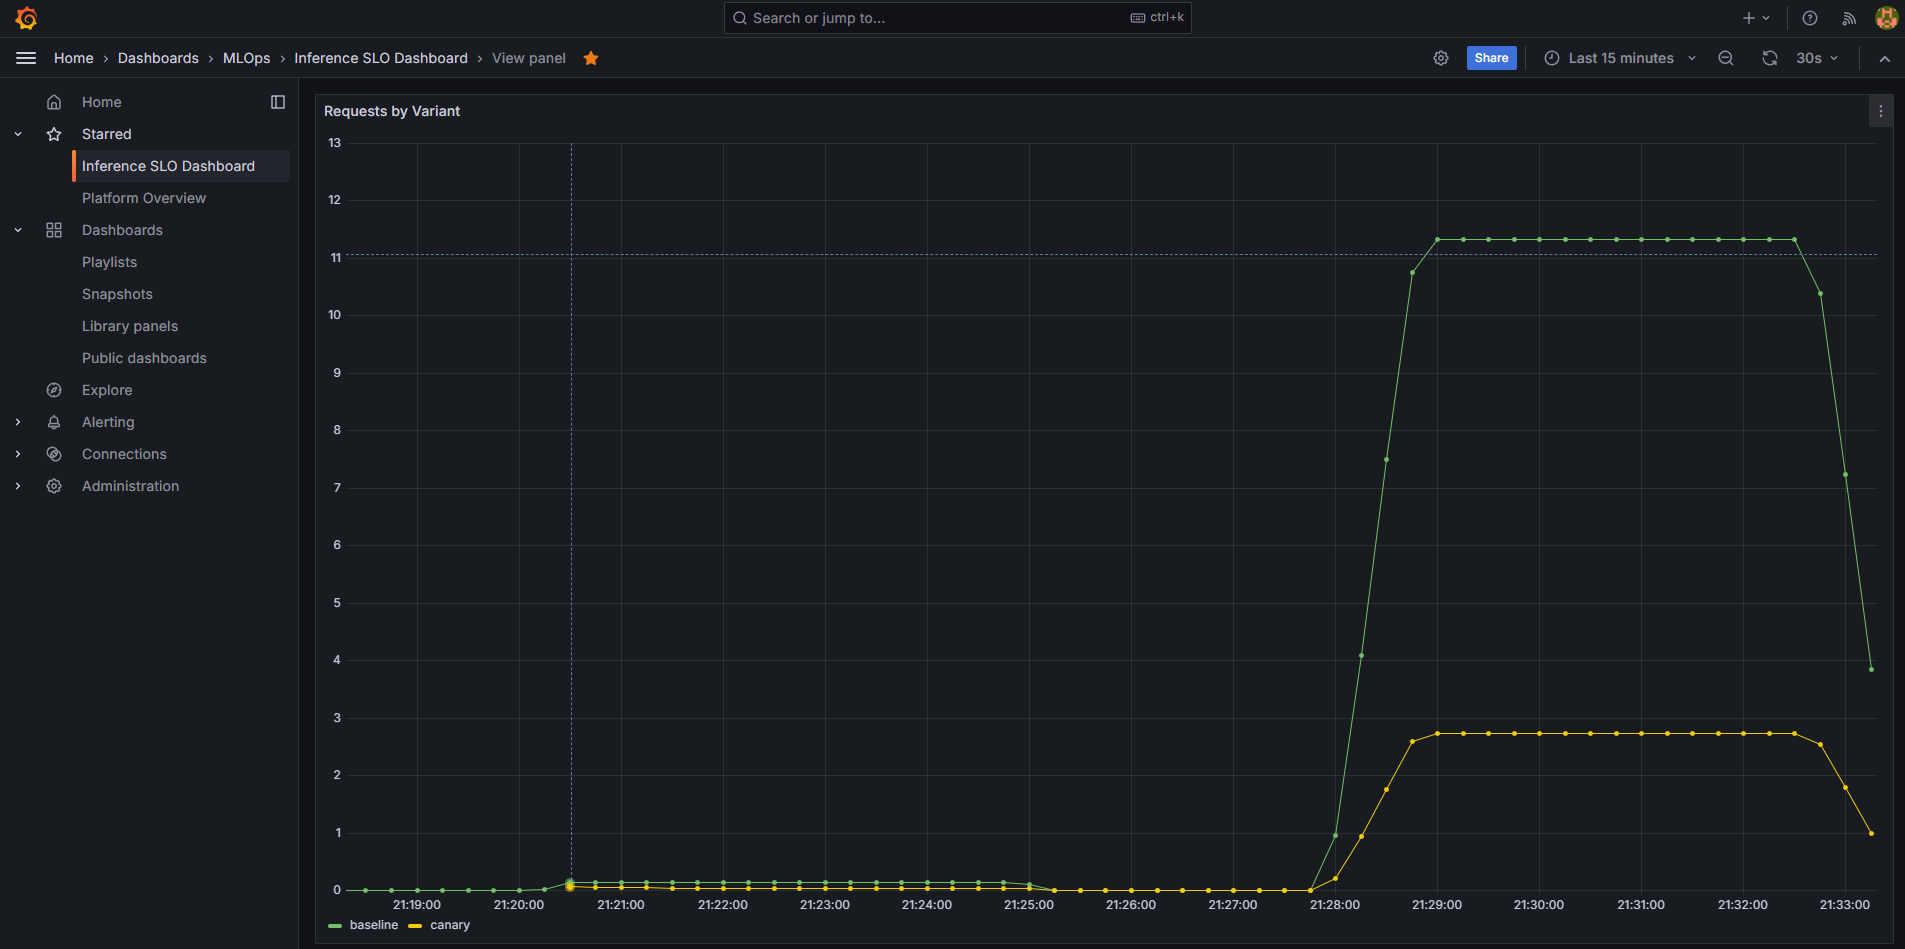 Search or jump to... ctrl+k
Home › Dashboards › MLOps › Inference SLO Dashboard › View panel
Share
Last 15 minutes
30s
Home
Starred
Inference SLO Dashboard
Platform Overview
Dashboards
Playlists
Snapshots
Library panels
Public dashboards
Explore
Alerting
Connections
Administration
Requests by Variant
13
12
11
10
9
8
7
6
5
4
3
2
1
0
21:19:00 21:20:00 21:21:00 21:22:00 21:23:00 21:24:00 21:25:00 21:26:00 21:27:00 21:28:00 21:29:00 21:30:00 21:31:00 21:32:00 21:33:00
baseline canary